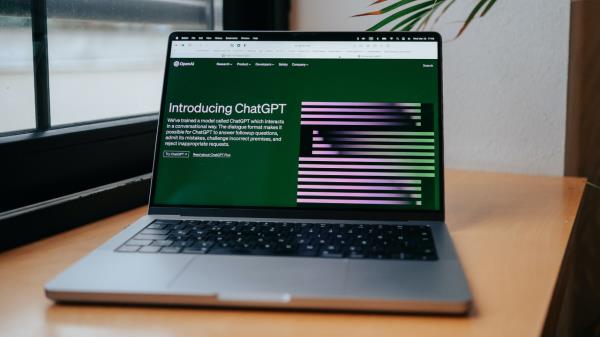 OpenAI
Research Product Developers Safety Company Search
Introducing ChatGPT
We've trained a model called ChatGPT which interacts
in a conversational way. The dialogue format makes it
possible for ChatGPT to answer followup questions,
admit its mistakes, challenge incorrect premises, and
reject inappropriate requests.
Try ChatGPT Read about ChatGPT Plus